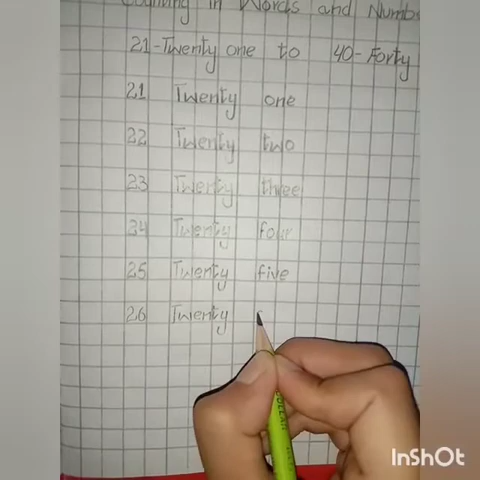 Counting in Words and Numbe
21-Twenty one to 40-Forty
21 Twenty one
22 Twenty two
23 Twenty three
24 Twenty four
25 Twenty five
26 Twenty
InShOt